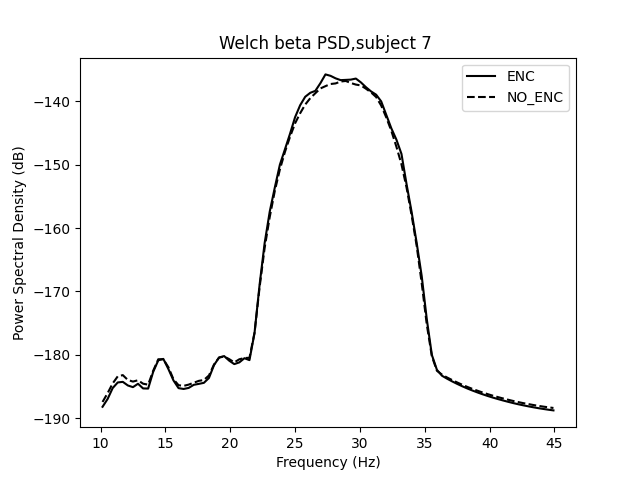 Welch beta PSD,subject 7
ENC
NO_ENC
−140
−150
−160
−170
−180
−190
Power Spectral Density (dB)
10 15 20 25 30 35 40 45
Frequency (Hz)